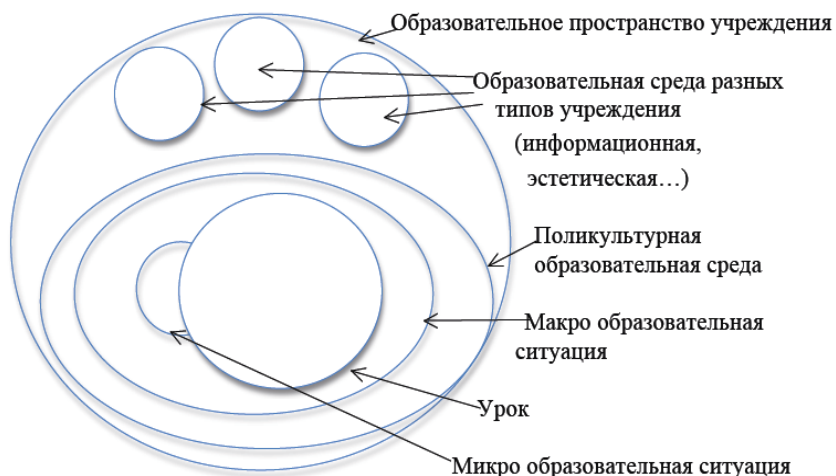 Образовательное пространство учреждения
Образовательная среда разных
типов учреждения
(информационная,
эстетическая…)
Поликультурная
образовательная среда
Макро образовательная
ситуация
Урок
Микро образовательная ситуация